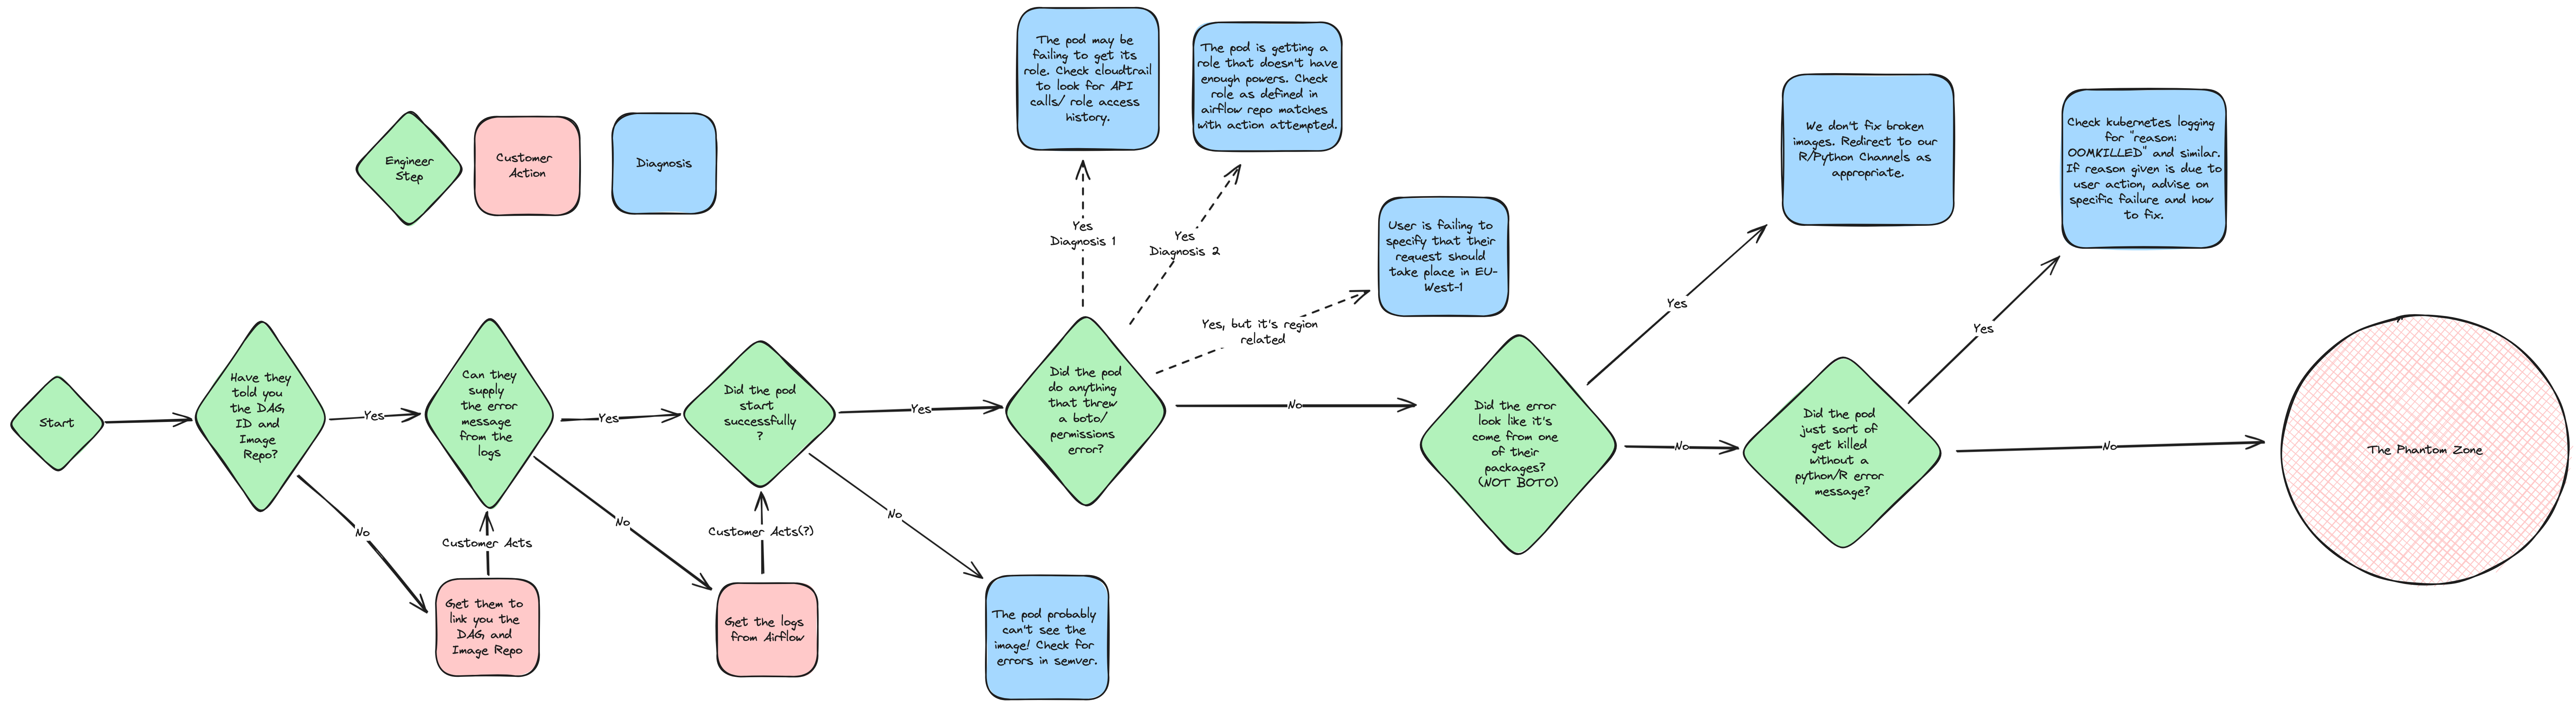 Engineer
Step
Customer
Action
Diagnosis
The pod may be
failing to get its
role. Check cloudtrail
to look for API
calls/ role access
history.
The pod is getting a
role that doesn't have
enough powers. Check
role as defined in
airflow repo matches
with action attempted.
We don't fix broken
images. Redirect to our
R/Python Channels as
appropriate.
Check kubernetes logging
for "reason:
OOMKILLED" and similar.
If reason given is due to
user action, advise on
specific failure and how
to fix.
Yes
Diagnosis 1
Yes
Diagnosis 2
User is failing to
specify that their
request should
take place in EU-
West-1
Yes, but it's region
related
Yes
Yes
Start
Have they
told you
the DAG,
ID and
Image
Repo?
Yes
Can they
supply
the error
message
from the
logs
Yes
Did the pod
start
successfully
?
Yes
Did the pod
do anything
that threw
a boto/
permissions
error?
No
Did the error
look like it's
come from one
of their
packages?
(NOT BOTO)
No
Did the pod
just sort of
get killed
without a
python/R error
message?
No
The Phantom Zone
No
Customer Acts
No
Customer Acts(?)
No
Get them to
link you the
DAG, and
Image Repo
Get the logs
from Airflow
The pod probably
can't see the
image! Check for
errors in semver.